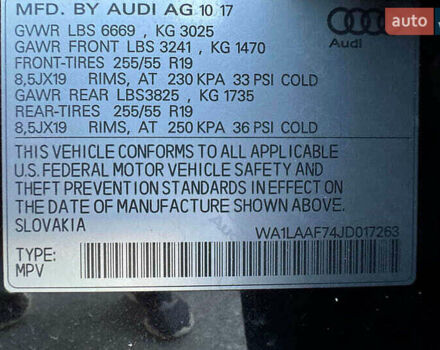 MFD. BY AUDI AG 10 17
GVWR LBS 6669 , KG 3025
GAWR FRONT LBS 3241 , KG 1470
FRONT-TIRES 255/55 R19
8,5JX19 RIMS, AT 230 KPA 33 PSI COLD
GAWR REAR LBS3825 , KG 1735
REAR-TIRES 255/55 R19
8,5JX19 RIMS, AT 250 KPA 36 PSI COLD
Audi
auto
THIS VEHICLE CONFORMS TO ALL APPLICABLE
U.S. FEDERAL MOTOR VEHICLE SAFETY AND
THEFT PREVENTION STANDARDS IN EFFECT ON
THE DATE OF MANUFACTURE SHOWN ABOVE.
SLOVAKIA
WA1LAAF74JD017263
TYPE:
MPV